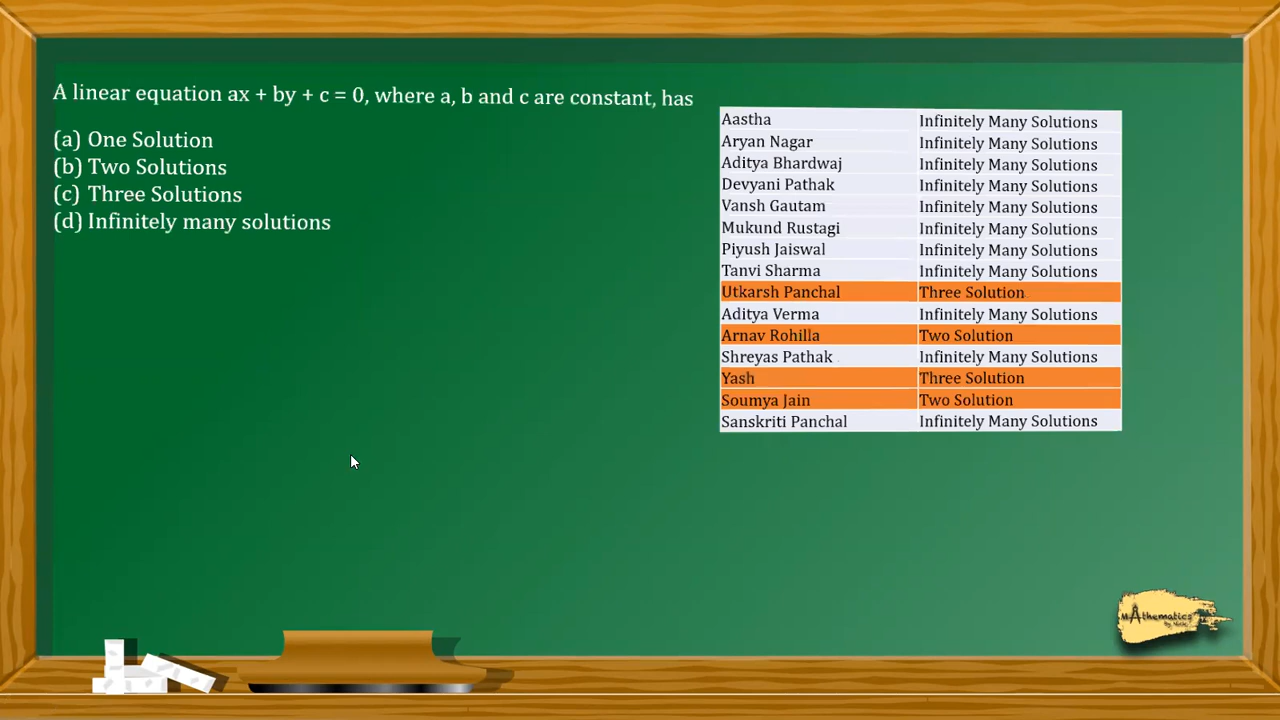 A linear equation ax + by + c = 0, where a, b and c are constant, has
(a) One Solution
(b) Two Solutions
(c) Three Solutions
(d) Infinitely many solutions
Aastha Infinitely Many Solutions
Aryan Nagar Infinitely Many Solutions
Aditya Bhardwaj Infinitely Many Solutions
Devyani Pathak Infinitely Many Solutions
Vansh Gautam Infinitely Many Solutions
Mukund Rustagi Infinitely Many Solutions
Piyush Jaiswal Infinitely Many Solutions
Tanvi Sharma Infinitely Many Solutions
Utkarsh Panchal Three Solution
Aditya Verma Infinitely Many Solutions
Arnav Rohilla Two Solution
Shreyas Pathak Infinitely Many Solutions
Yash Three Solution
Soumya Jain Two Solution
Sanskriti Panchal Infinitely Many Solutions
mAthematics